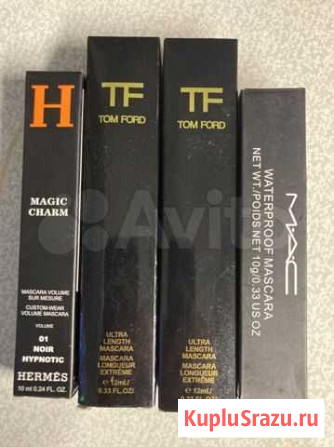 H
MAGIC
CHARM
MASCARA VOLUME
SUR MESURE
CUSTOM-WEAR
VOLUME MASCARA
VOLUME
01
NOIR
HYPNOTIC
HERMÈS
10 ml 0.24 FL. OZ.
TF
TOM FORD
ULTRA
LENGTH
MASCARA
MASCARA
LONGUEUR
EXTRÊME
e 12ml/
0.33 FL.OZ/
TF
TOM FORD
ULTRA
LENGTH
MASCARA
MASCARA
LONGUEUR
EXTRÊME
e 12ml/
0.33 FL.OZ/
MAC
WATERPROOF MASCARA
NET WT./POIDS NET 10g/0.33 US OZ
Avito
KupluSrazu.ru